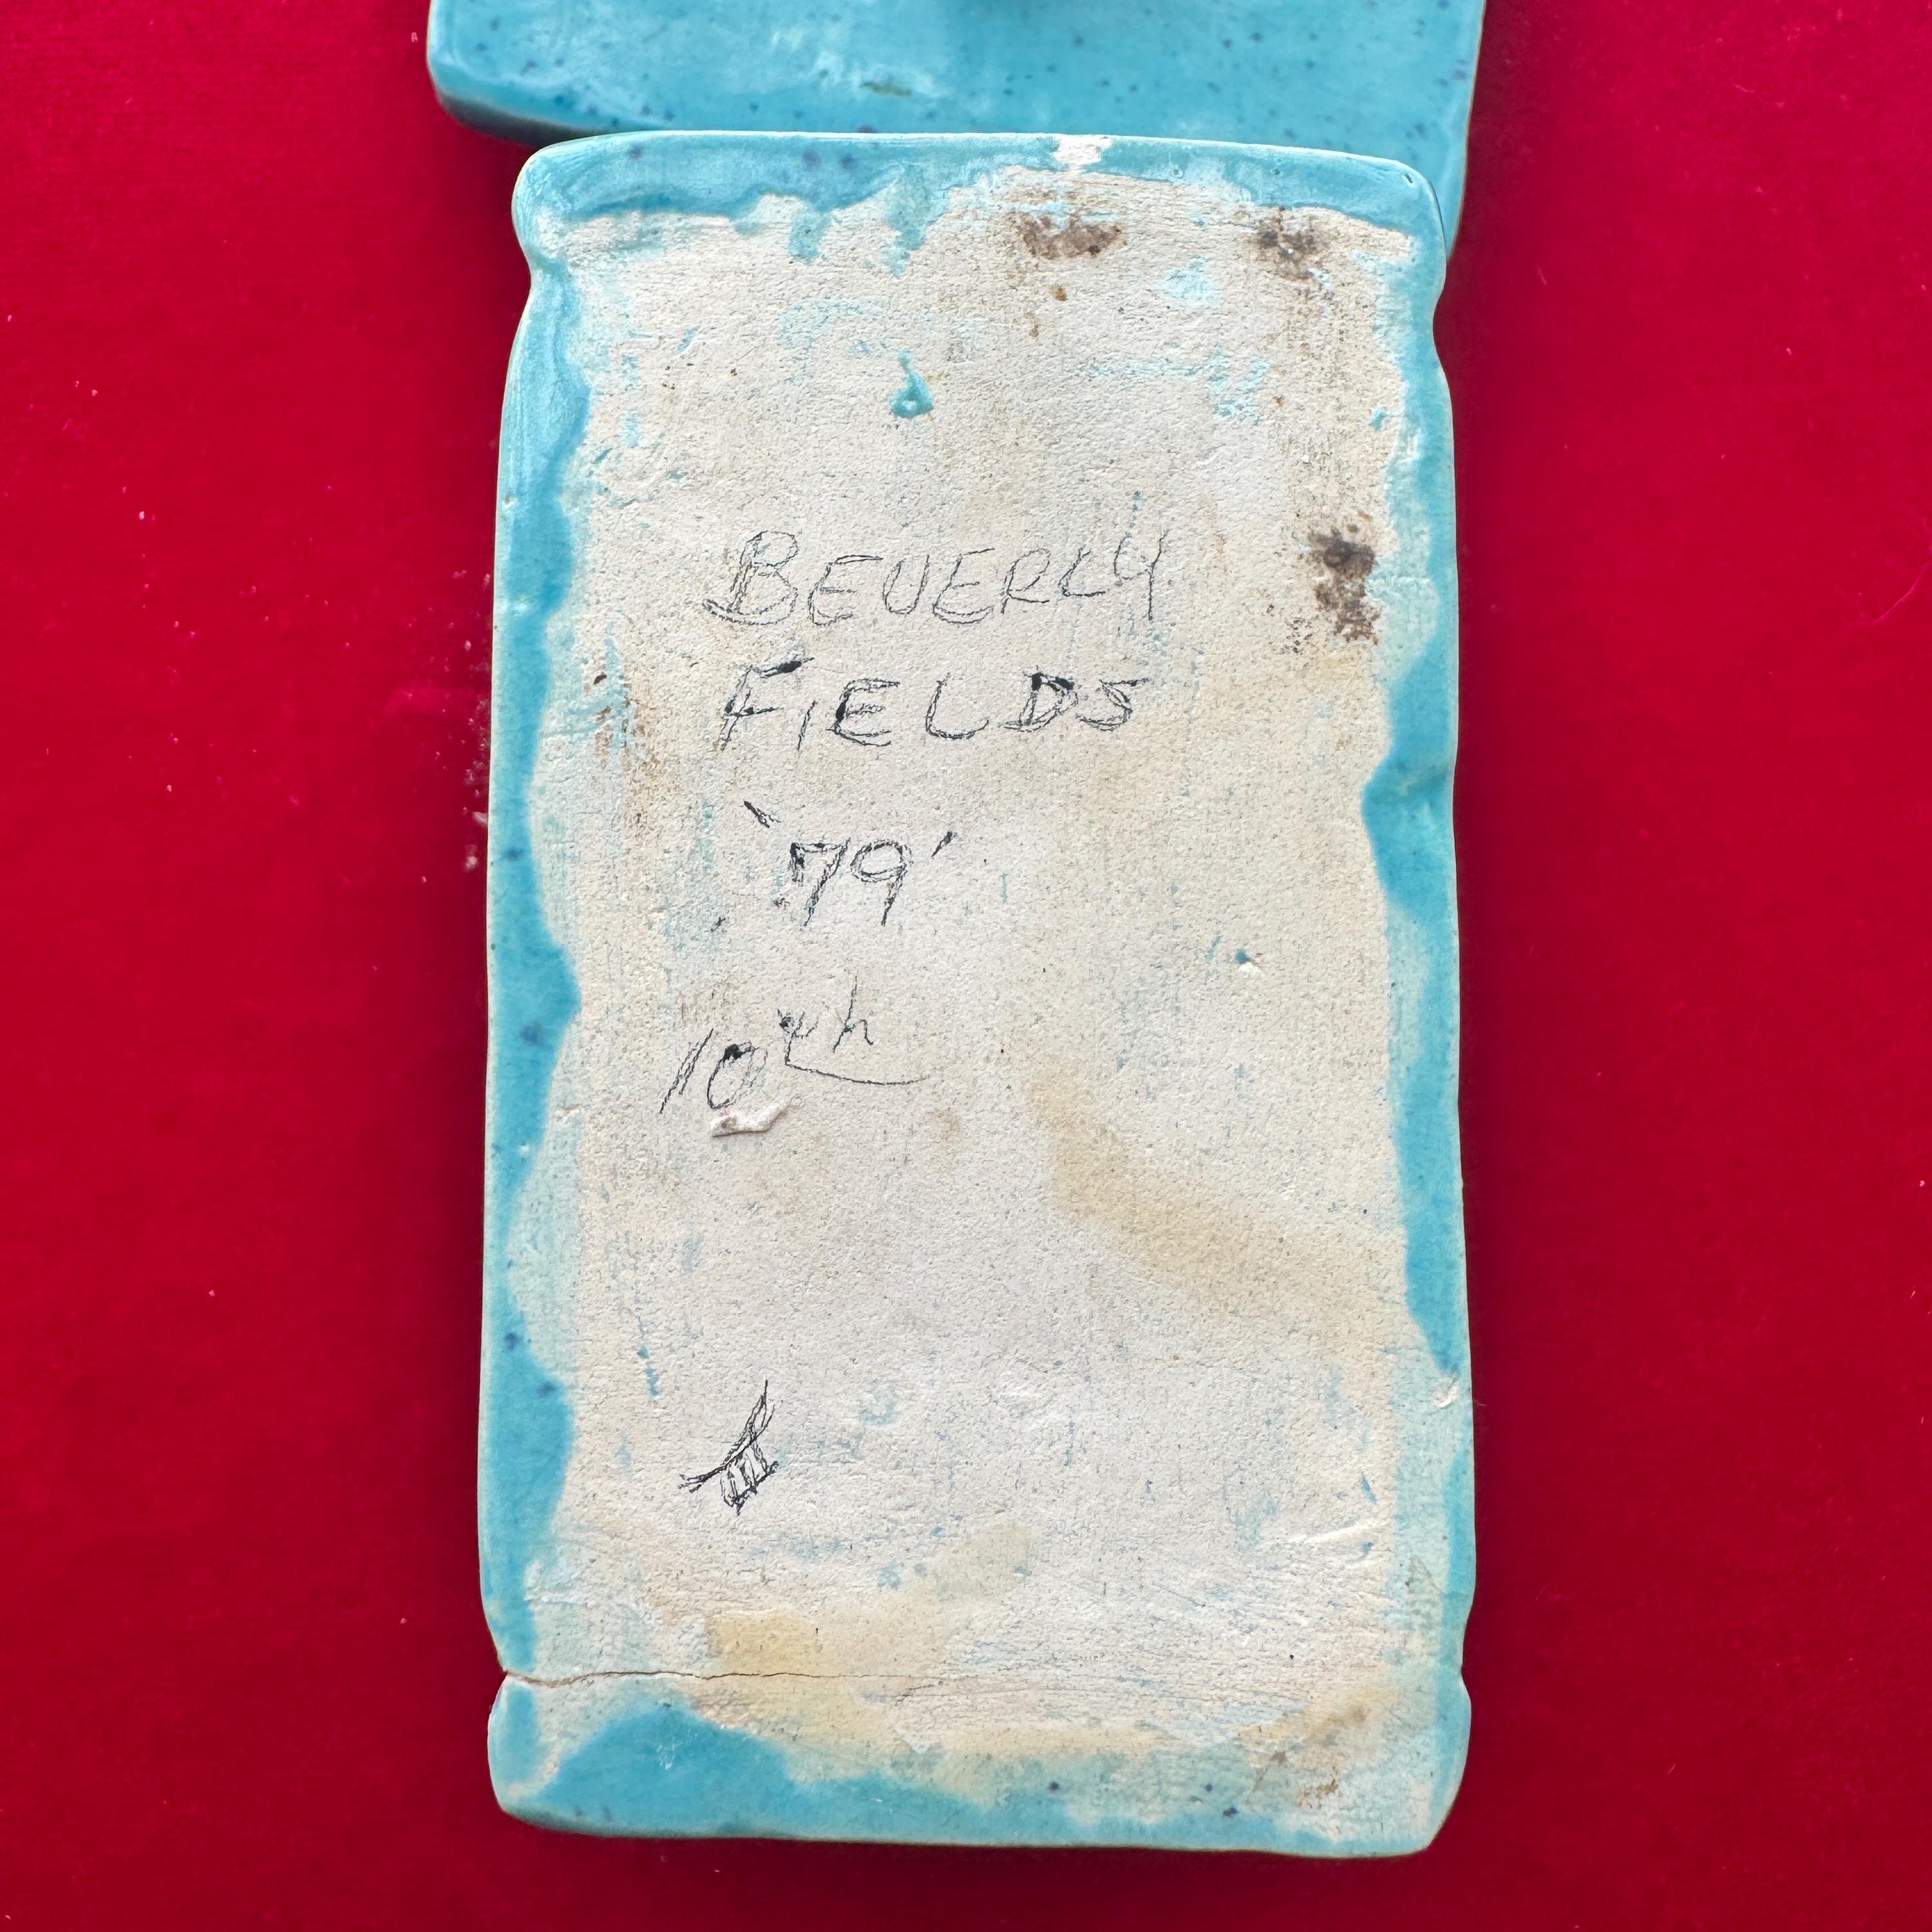 BEVERLY
FIELDS
'79'
10th